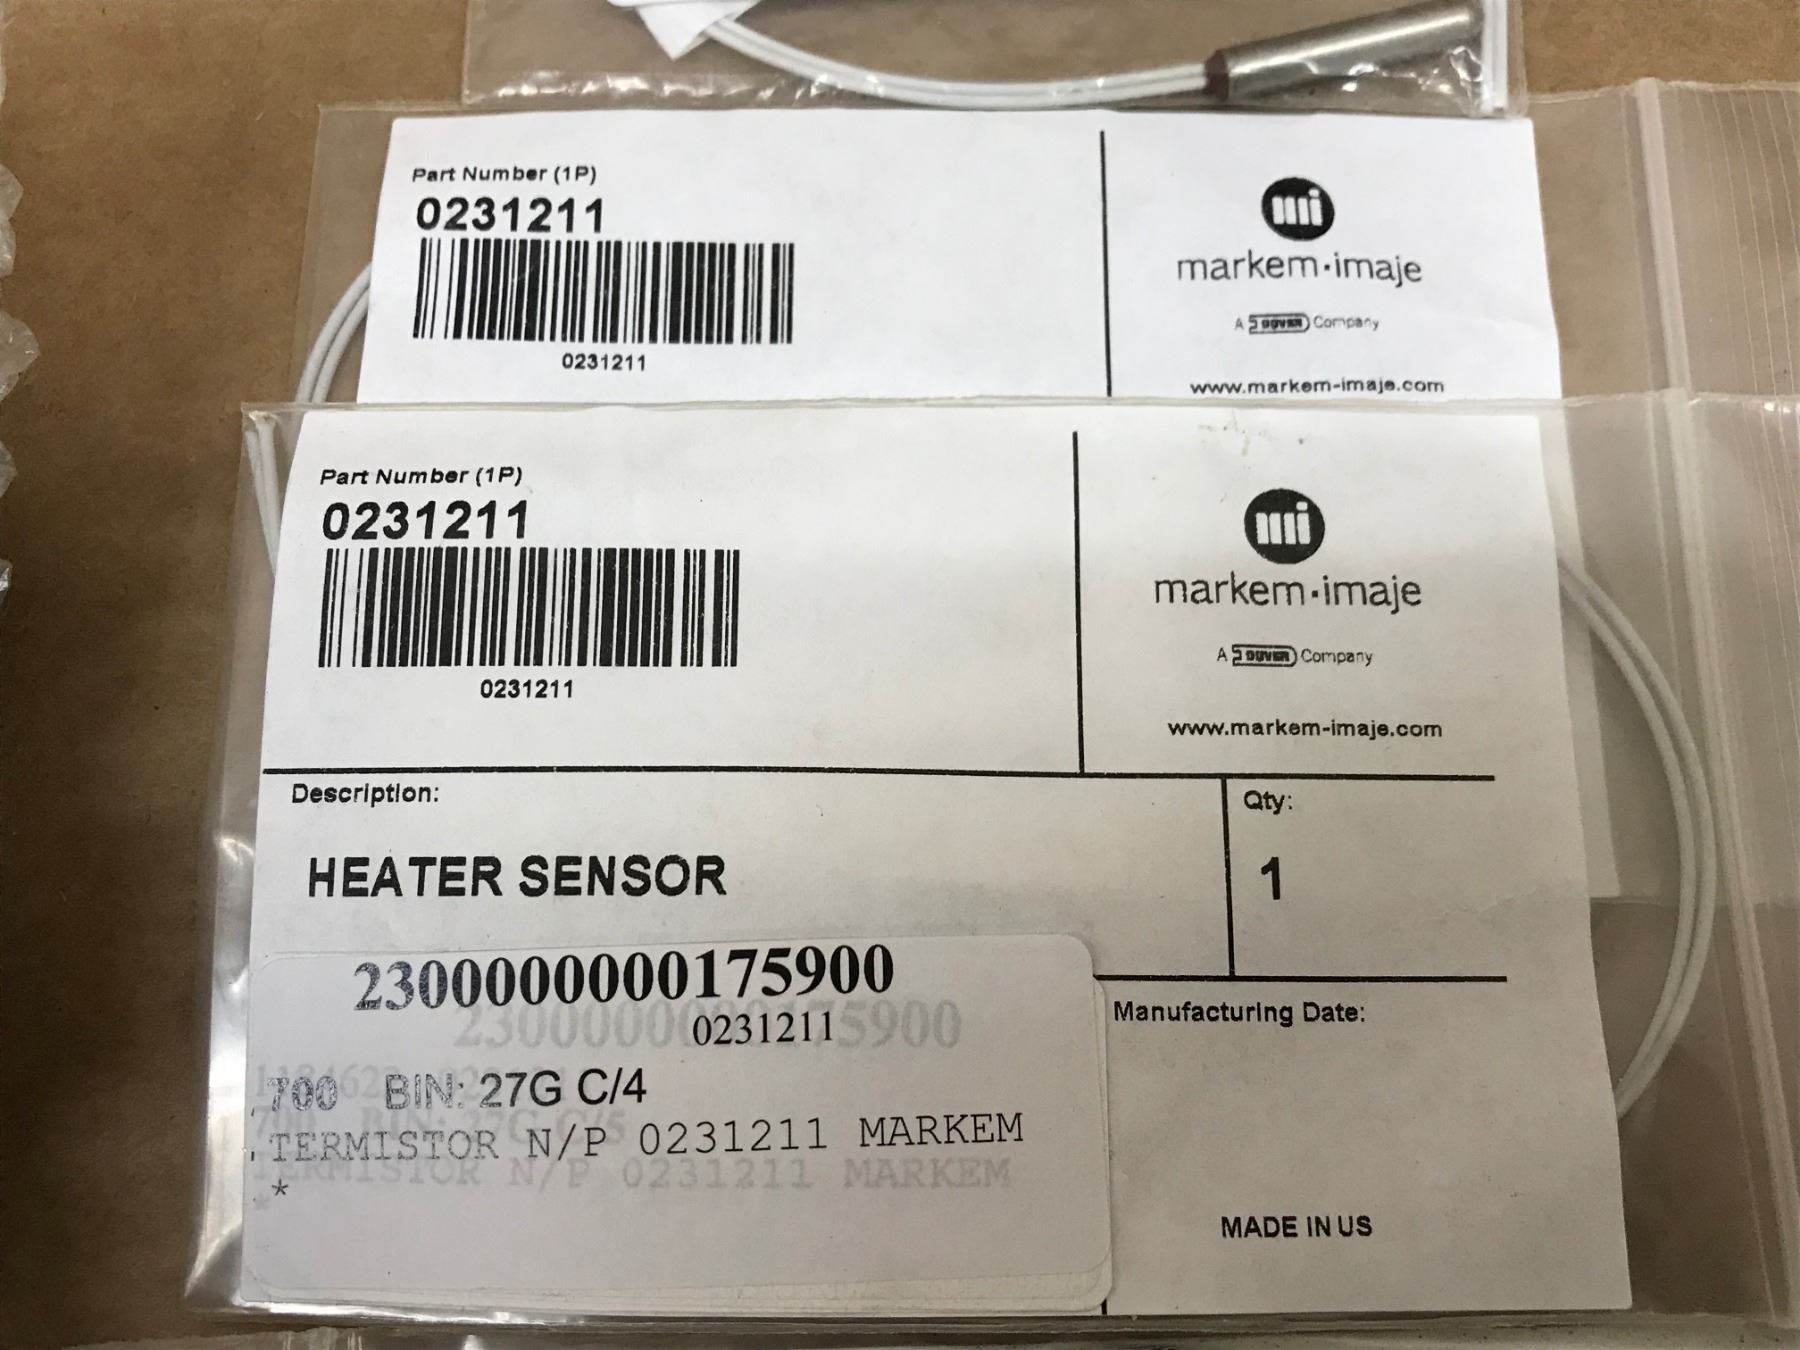 Part Number (1P)
0231211
0231211
mi
markem·imaje
A DOVER Company
www.markem-imaje.com
Part Number (1P)
0231211
0231211
mi
markem·imaje
A DOVER Company
www.markem-imaje.com
Description:
HEATER SENSOR
Qty:
1
2300000000175900
0231211
700 BIN: 27G C/4
TERMISTOR N/P 0231211 MARKEM
*
Manufacturing Date:
MADE IN US